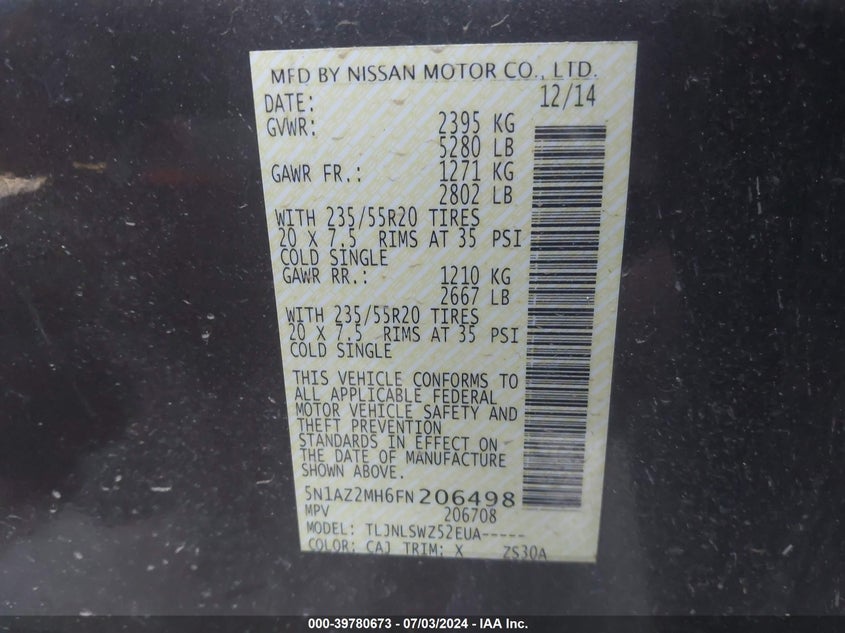 MFD BY NISSAN MOTOR CO., LTD.
DATE: 12/14
GVWR: 2395 KG
5280 LB
GAWR FR.: 1271 KG
2802 LB
WITH 235/55R20 TIRES
20 X 7.5 RIMS AT 35 PSI
COLD SINGLE
GAWR RR.: 1210 KG
2667 LB
WITH 235/55R20 TIRES
20 X 7.5 RIMS AT 35 PSI
COLD SINGLE
THIS VEHICLE CONFORMS TO
ALL APPLICABLE FEDERAL
MOTOR VEHICLE SAFETY AND
THEFT PREVENTION
STANDARDS IN EFFECT ON
THE DATE OF MANUFACTURE
SHOWN ABOVE.
5N1AZ2MH6FN206498
MPV 206708
MODEL: TLJNLSWZ52EUA-----
COLOR: CAJ TRIM: X ZS30A
000-39780673 - 07/03/2024 - IAA Inc.